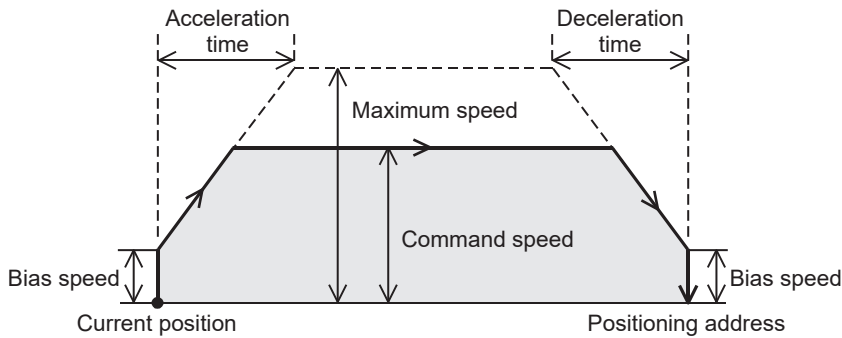 Acceleration
time
Deceleration
time
Maximum speed
Command speed
Bias speed
Bias speed
Current position
Positioning address